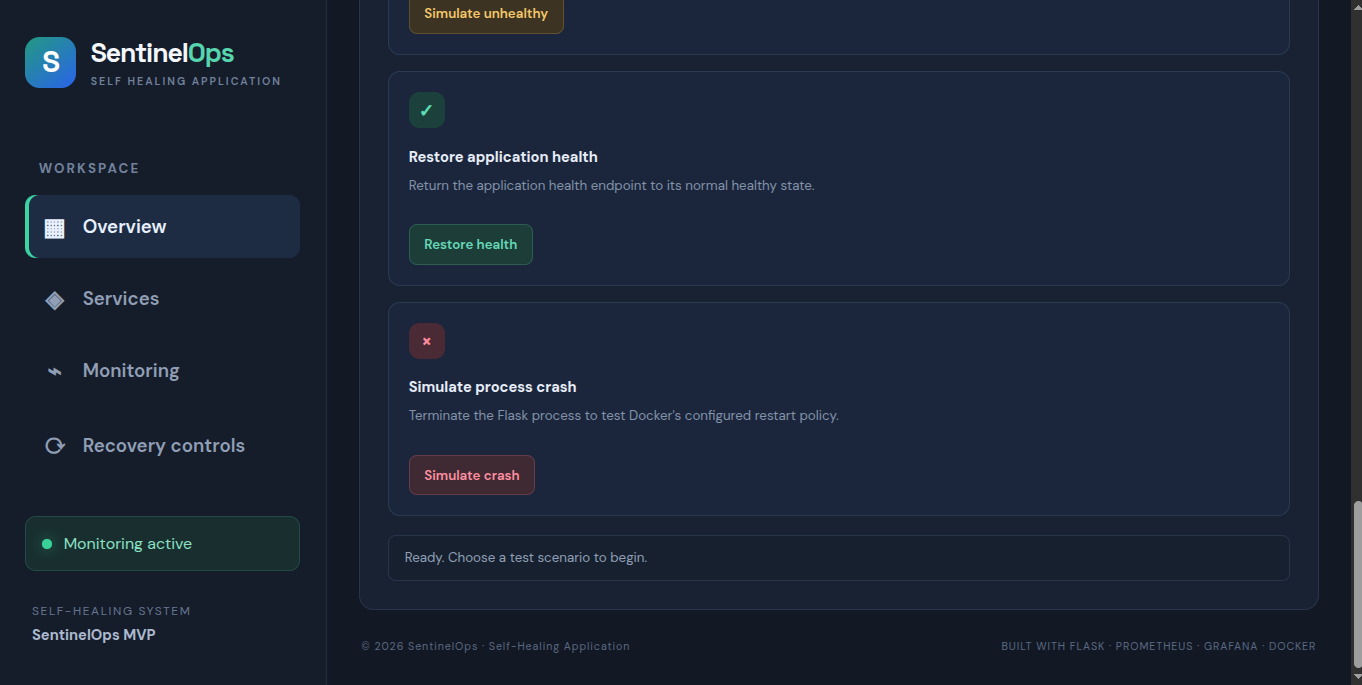 S
SentinelOps
SELF HEALING APPLICATION
WORKSPACE
Overview
Services
Monitoring
Recovery controls
Monitoring active
SELF-HEALING SYSTEM
SentinelOps MVP
Simulate unhealthy
Restore application health
Return the application health endpoint to its normal healthy state.
Restore health
Simulate process crash
Terminate the Flask process to test Docker's configured restart policy.
Simulate crash
Ready. Choose a test scenario to begin.
© 2026 SentinelOps · Self-Healing Application
BUILT WITH FLASK · PROMETHEUS · GRAFANA · DOCKER